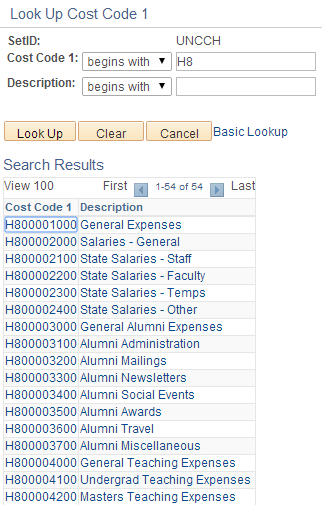 Look Up Cost Code 1
SetID: UNCCH
Cost Code 1: begins with H8
Description: begins with
Look Up Clear Cancel Basic Lookup
Search Results
View 100 First 1-54 of 54 Last
Cost Code 1 Description
H800001000 General Expenses
H800002000 Salaries - General
H800002100 State Salaries - Staff
H800002200 State Salaries - Faculty
H800002300 State Salaries - Temps
H800002400 State Salaries - Other
H800003000 General Alumni Expenses
H800003100 Alumni Administration
H800003200 Alumni Mailings
H800003300 Alumni Newsletters
H800003400 Alumni Social Events
H800003500 Alumni Awards
H800003600 Alumni Travel
H800003700 Alumni Miscellaneous
H800004000 General Teaching Expenses
H800004100 Undergrad Teaching Expenses
H800004200 Masters Teaching Expenses